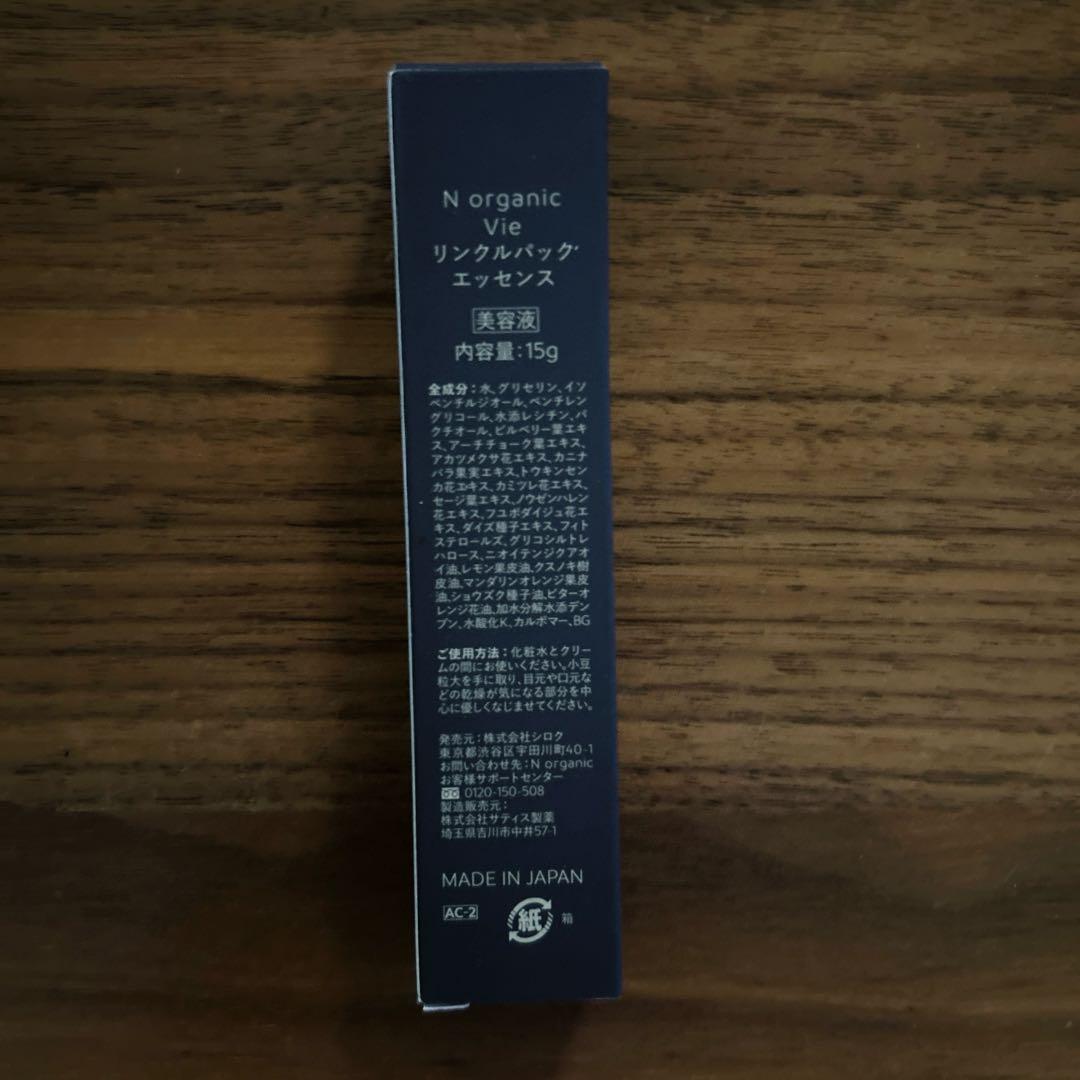 N organic
Vie
リンクルパック
エッセンス
美容液
内容量：15g
全成分：水、グリセリン、イソ
ペンチルジオール、ペンチレン
グリコール、水添レシチン、バ
クチオール、ビルベリー葉エキ
ス、アーチチョーク葉エキス、
アカツメクサ花エキス、カニナ
バラ果実エキス、トウキンセン
カ花エキス、カミツレ花エキス、
セージ葉エキス、ノウゼンハレン
花エキス、フユボダイジュ花エ
キス、ダイズ種子エキス、フィト
ステロールズ、グリコシルトレ
ハロース、ニオイテンジクアオ
イ油、レモン果皮油、クスノキ樹
皮油、マンダリンオレンジ果皮
油、ショウズク種子油、ビターオ
レンジ花油、加水分解水添デン
プン、水酸化K、カルボマー、BG
ご使用方法：化粧水とクリー
ムの間にお使いください。小豆
粒大を手に取り、目元や口元な
どの乾燥が気になる部分を中
心に優しくなじませてください。
発売元：株式会社シロク
東京都渋谷区宇田川町40-1
お問い合わせ先：N organic
お客様サポートセンター
0120-150-508
製造販売元：
株式会社サティス製薬
埼玉県吉川市中井57-1
MADE IN JAPAN
AC-2
紙 箱